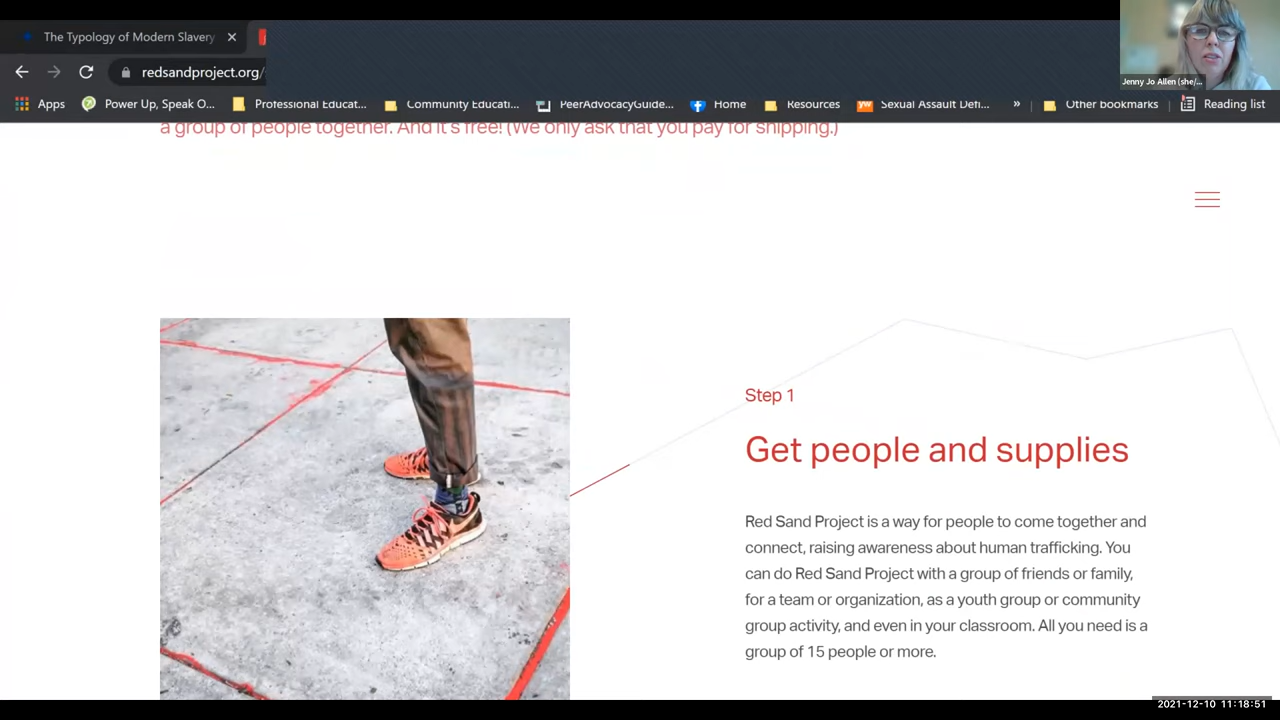 The Typology of Modern Slavery
redsandproject.org/
Jenny Jo Allen (she/...
Apps
Power Up, Speak O...
Professional Educat...
Community Educati...
PeerAdvocacyGuide...
Home
Resources
Sexual Assault Defi...
»
Other bookmarks
Reading list
a group of people together. And it's free! (We only ask that you pay for shipping.)
Step 1
Get people and supplies
Red Sand Project is a way for people to come together and
connect, raising awareness about human trafficking. You
can do Red Sand Project with a group of friends or family,
for a team or organization, as a youth group or community
group activity, and even in your classroom. All you need is a
group of 15 people or more.
2021-12-10 11:18:51